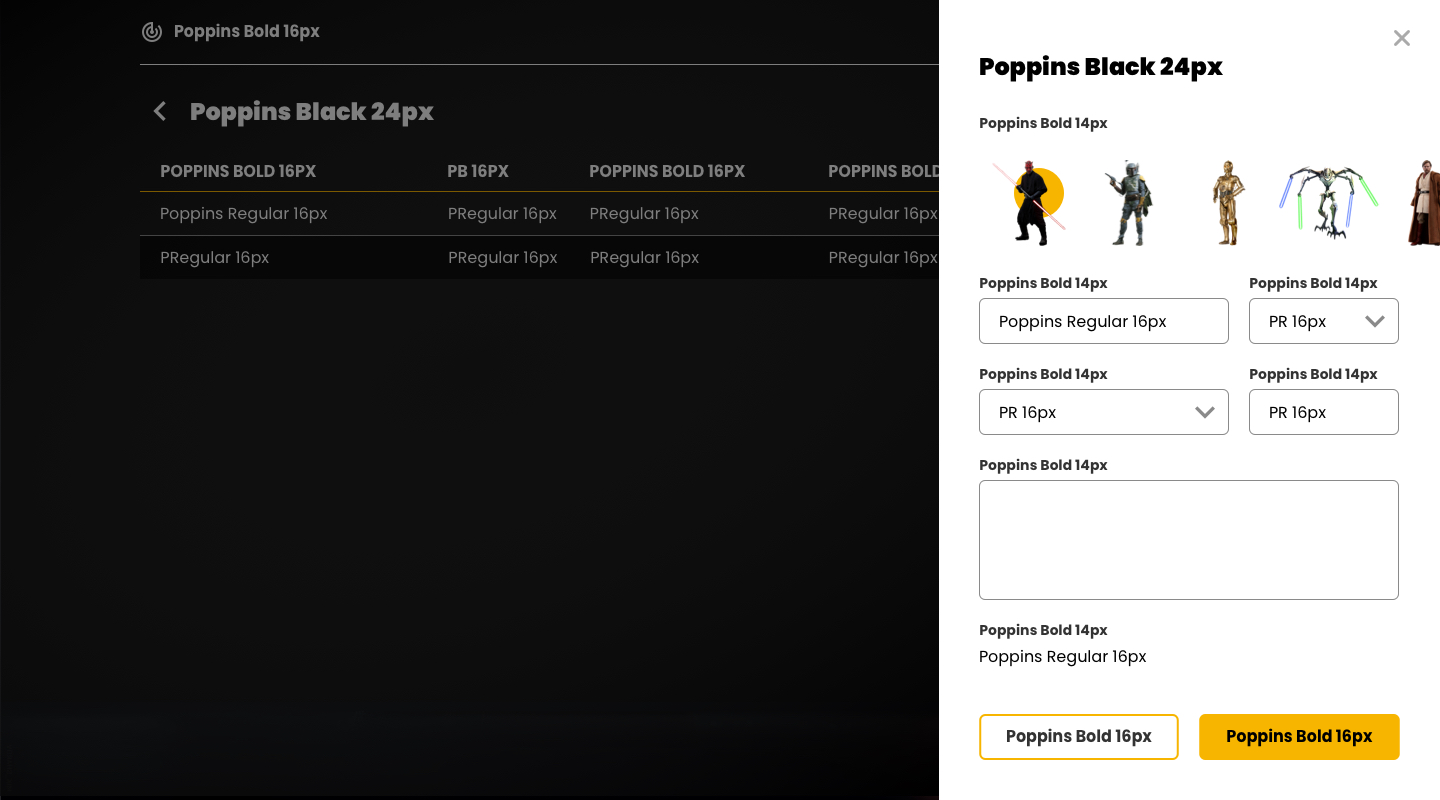 Poppins Bold 16px
Poppins Black 24px
POPPINS BOLD 16PX PB 16PX POPPINS BOLD 16PX POPPINS BOLD
Poppins Regular 16px PRegular 16px PRegular 16px PRegular 16px
PRegular 16px PRegular 16px PRegular 16px PRegular 16px
Poppins Black 24px
Poppins Bold 14px
Poppins Bold 14px Poppins Bold 14px
Poppins Regular 16px PR 16px
Poppins Bold 14px Poppins Bold 14px
PR 16px PR 16px
Poppins Bold 14px
Poppins Bold 14px
Poppins Regular 16px
Poppins Bold 16px Poppins Bold 16px